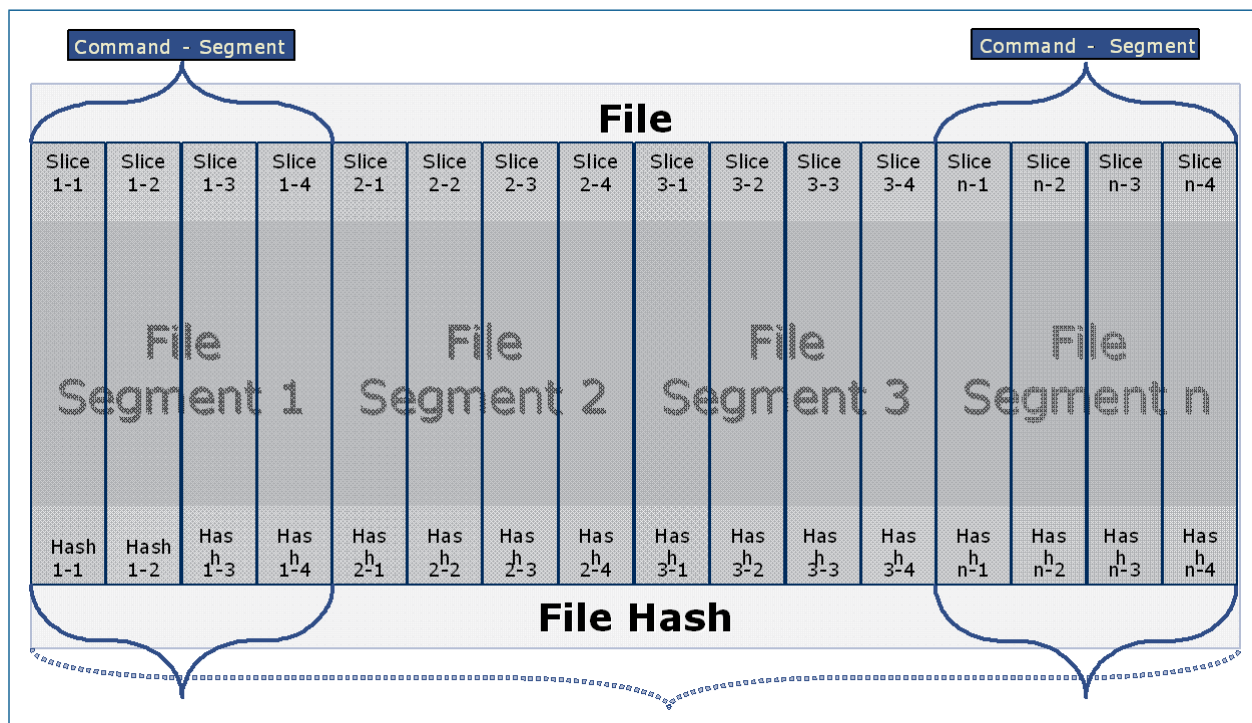 Command - Segment
Command - Segment
File
Slice 1-1
Slice 1-2
Slice 1-3
Slice 1-4
Slice 2-1
Slice 2-2
Slice 2-3
Slice 2-4
Slice 3-1
Slice 3-2
Slice 3-3
Slice 3-4
Slice n-1
Slice n-2
Slice n-3
Slice n-4
File
Segment 1
File
Segment 2
File
Segment 3
File
Segment n
Hash
1-1
Hash
1-2
Has
h
1-3
Has
h
1-4
Has
h
2-1
Has
h
2-2
Has
h
2-3
Has
h
2-4
Has
h
3-1
Has
h
3-2
Has
h
3-3
Has
h
3-4
Has
h
n-1
Has
h
n-2
Has
h
n-3
Has
h
n-4
File Hash